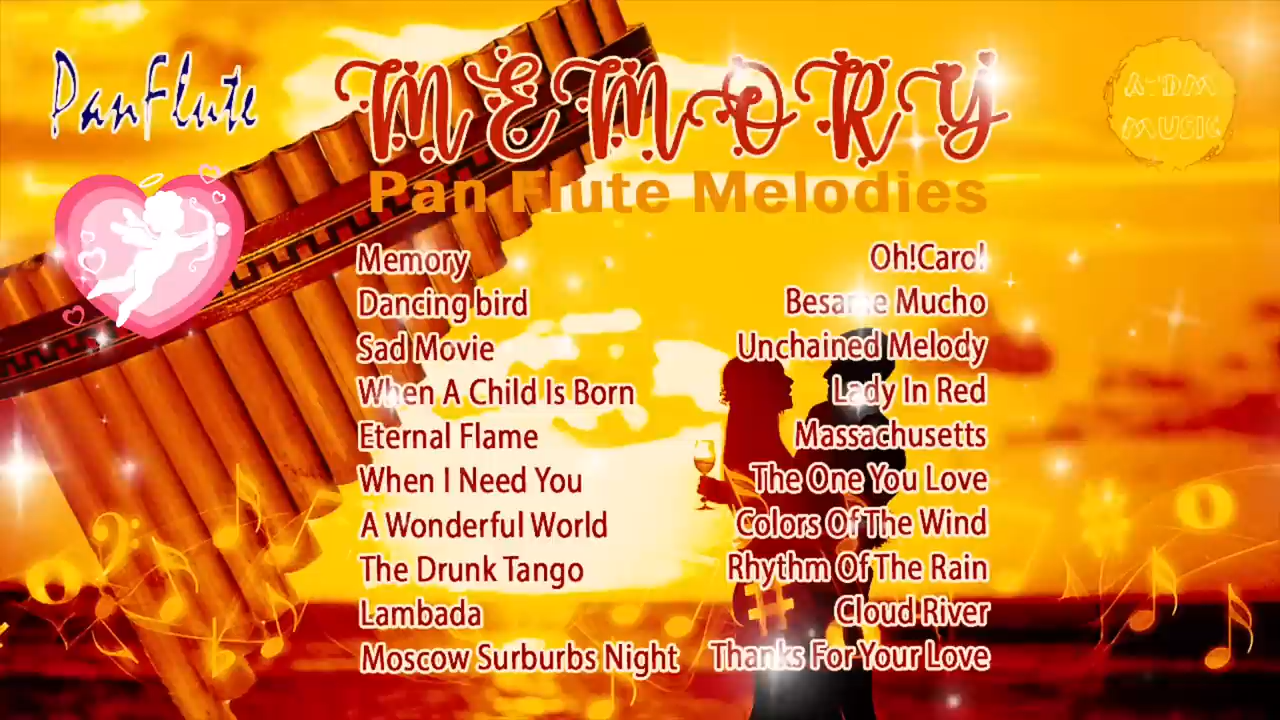 PanFlute
MEMORY
A-DM
MUSIC
Pan Flute Melodies
Memory
Dancing bird
Sad Movie
When A Child Is Born
Eternal Flame
When I Need You
A Wonderful World
The Drunk Tango
Lambada
Moscow Surburbs Night
Oh!Carol
Besame Mucho
Unchained Melody
Lady In Red
Massachusetts
The One You Love
Colors Of The Wind
Rhythm Of The Rain
Cloud River
Thanks For Your Love